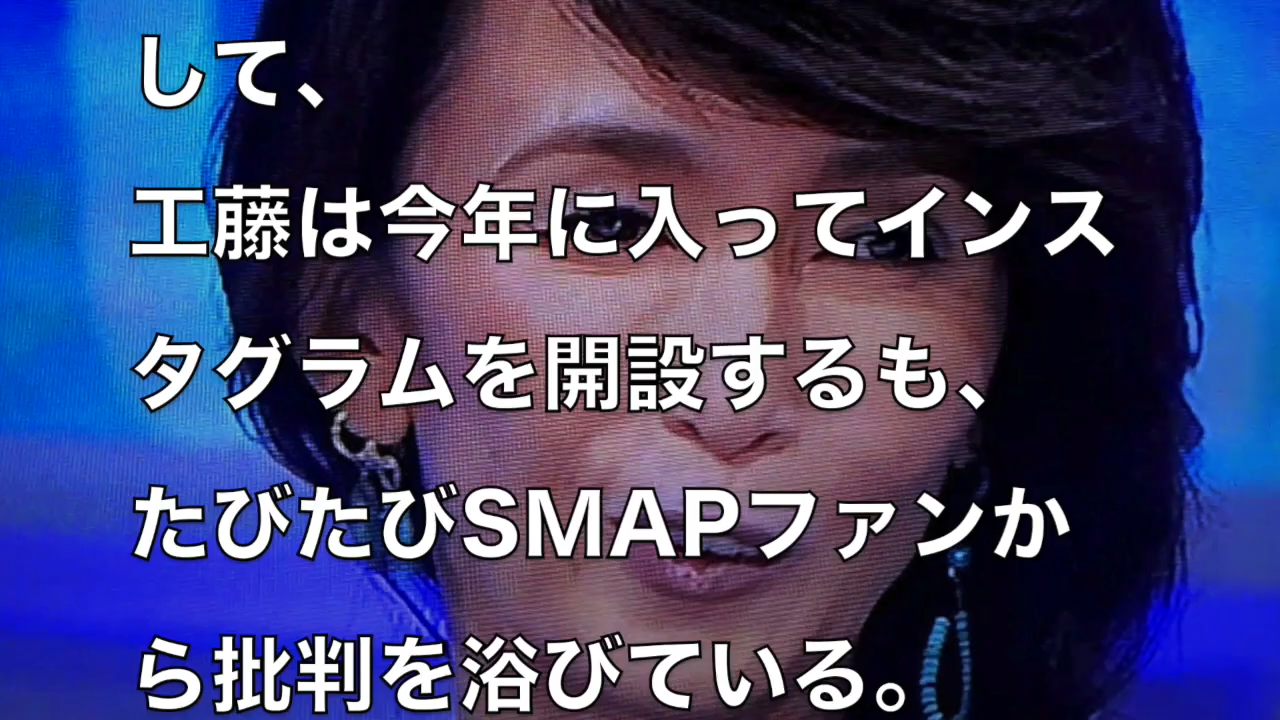 して、
工藤は今年に入ってインス
タグラムを開設するも、
たびたびSMAPファンか
ら批判を浴びている。